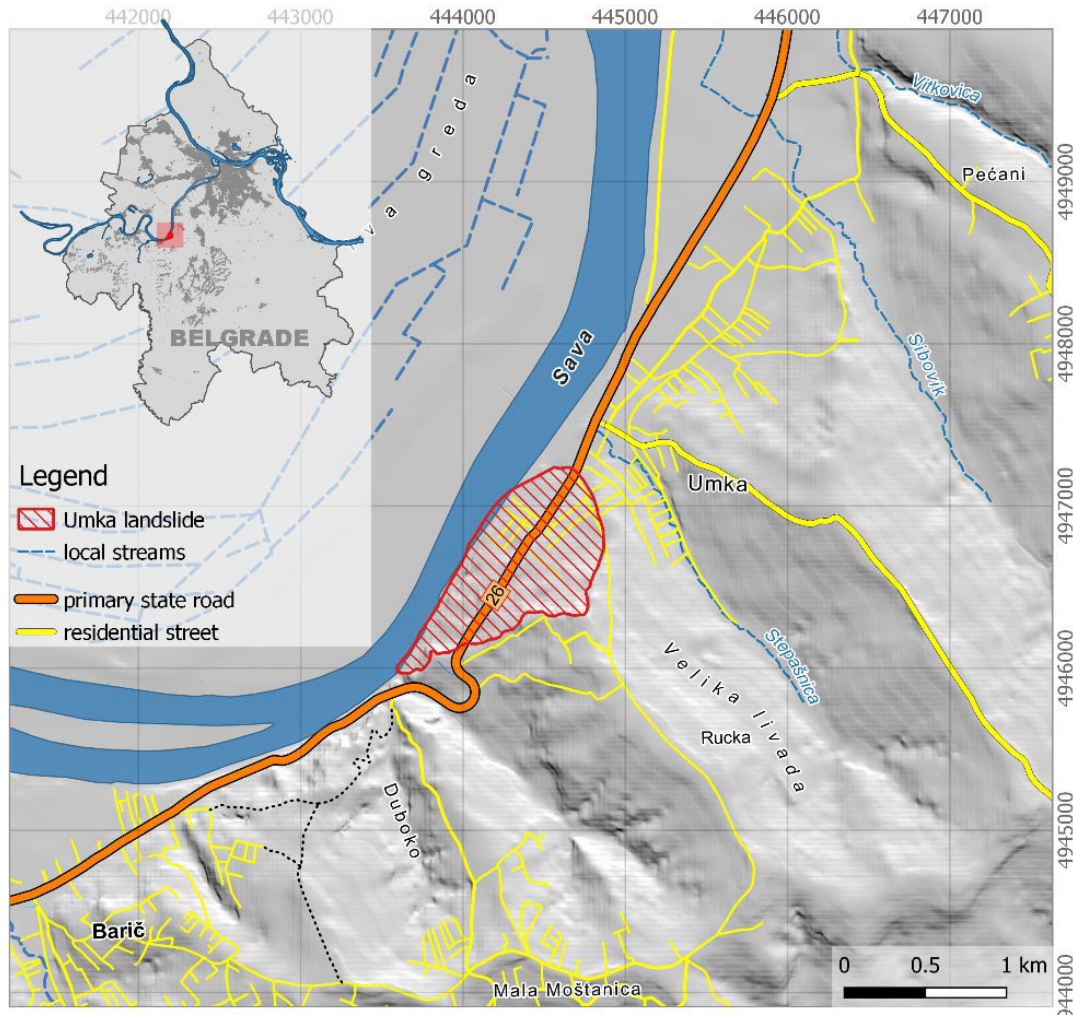 442000 443000 444000 445000 446000 447000
Vitkovica
Pećani
4949000
va greda
Sava
Sibovik
4948000
BELGRADE
Legend
Umka landslide
local streams
primary state road
residential street
Umka
4947000
26
Stepašnica
4946000
Velika livada
Rucka
Duboko
4945000
Barič
0 0.5 1 km
Mala Moštanica
4944000